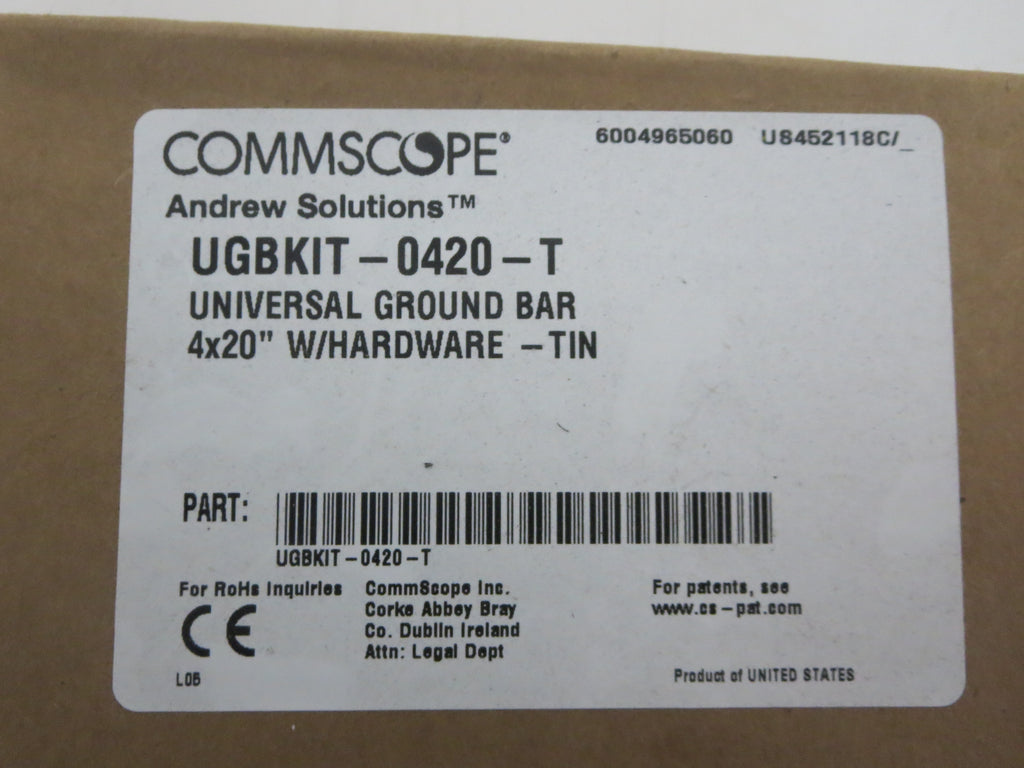 COMMSCOPE® 6004965060 US452118C/_
Andrew Solutions™
UGBKIT-0420-T
UNIVERSAL GROUND BAR
4x20" W/HARDWARE -TIN
PART:
UGBKIT-0420-T
For RoHs Inquiries
CE
L05
CommScope Inc.
Corke Abbey Bray
Co. Dublin Ireland
Attn: Legal Dept
For patents, see
www.cs-pat.com
Product of UNITED STATES